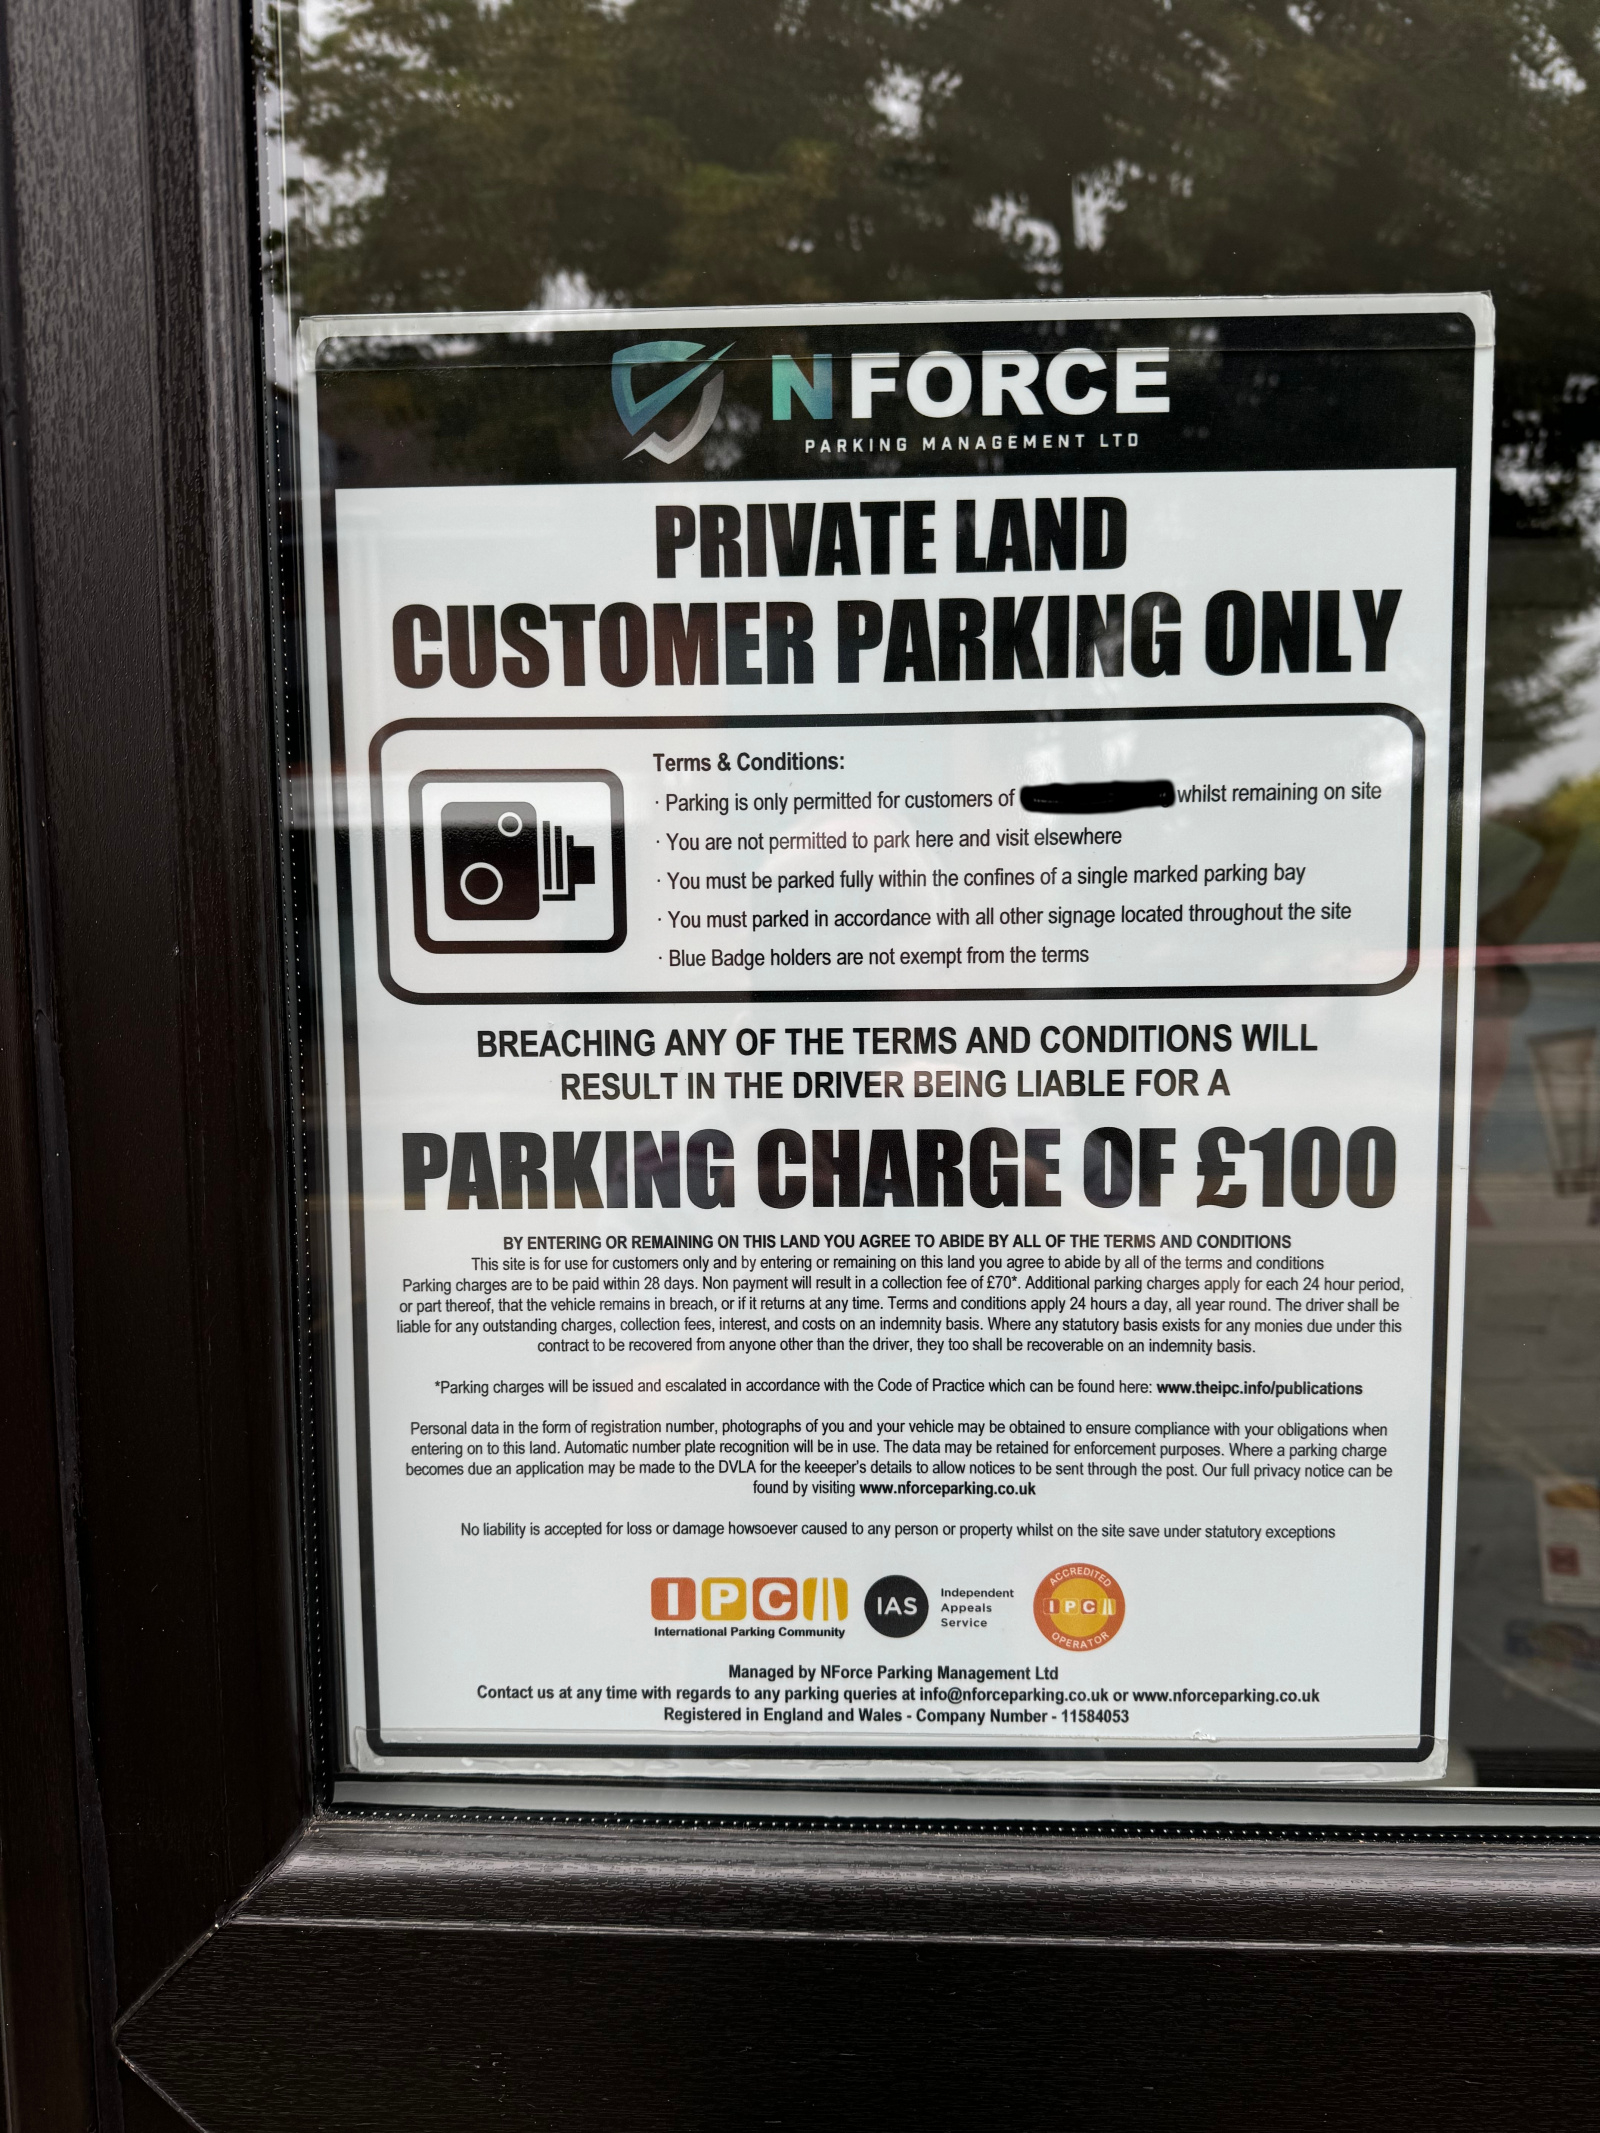 NFORCE
PARKING MANAGEMENT LTD
PRIVATE LAND
CUSTOMER PARKING ONLY
Terms & Conditions:
· Parking is only permitted for customers of whilst remaining on site
· You are not permitted to park here and visit elsewhere
· You must be parked fully within the confines of a single marked parking bay
· You must parked in accordance with all other signage located throughout the site
· Blue Badge holders are not exempt from the terms
BREACHING ANY OF THE TERMS AND CONDITIONS WILL
RESULT IN THE DRIVER BEING LIABLE FOR A
PARKING CHARGE OF £100
BY ENTERING OR REMAINING ON THIS LAND YOU AGREE TO ABIDE BY ALL OF THE TERMS AND CONDITIONS
This site is for use for customers only and by entering or remaining on this land you agree to abide by all of the terms and conditions
Parking charges are to be paid within 28 days. Non payment will result in a collection fee of £70*. Additional parking charges apply for each 24 hour period,
or part thereof, that the vehicle remains in breach, or if it returns at any time. Terms and conditions apply 24 hours a day, all year round. The driver shall be
liable for any outstanding charges, collection fees, interest, and costs on an indemnity basis. Where any statutory basis exists for any monies due under this
contract to be recovered from anyone other than the driver, they too shall be recoverable on an indemnity basis.
*Parking charges will be issued and escalated in accordance with the Code of Practice which can be found here: www.theipc.info/publications
Personal data in the form of registration number, photographs of you and your vehicle may be obtained to ensure compliance with your obligations when
entering on to this land. Automatic number plate recognition will be in use. The data may be retained for enforcement purposes. Where a parking charge
becomes due an application may be made to the DVLA for the keeeper's details to allow notices to be sent through the post. Our full privacy notice can be
found by visiting www.nforceparking.co.uk
No liability is accepted for loss or damage howsoever caused to any person or property whilst on the site save under statutory exceptions
IPC
International Parking Community
IAS
Independent
Appeals
Service
ACCREDITED
IPC
OPERATOR
Managed by NForce Parking Management Ltd
Contact us at any time with regards to any parking queries at info@nforceparking.co.uk or www.nforceparking.co.uk
Registered in England and Wales - Company Number - 11584053